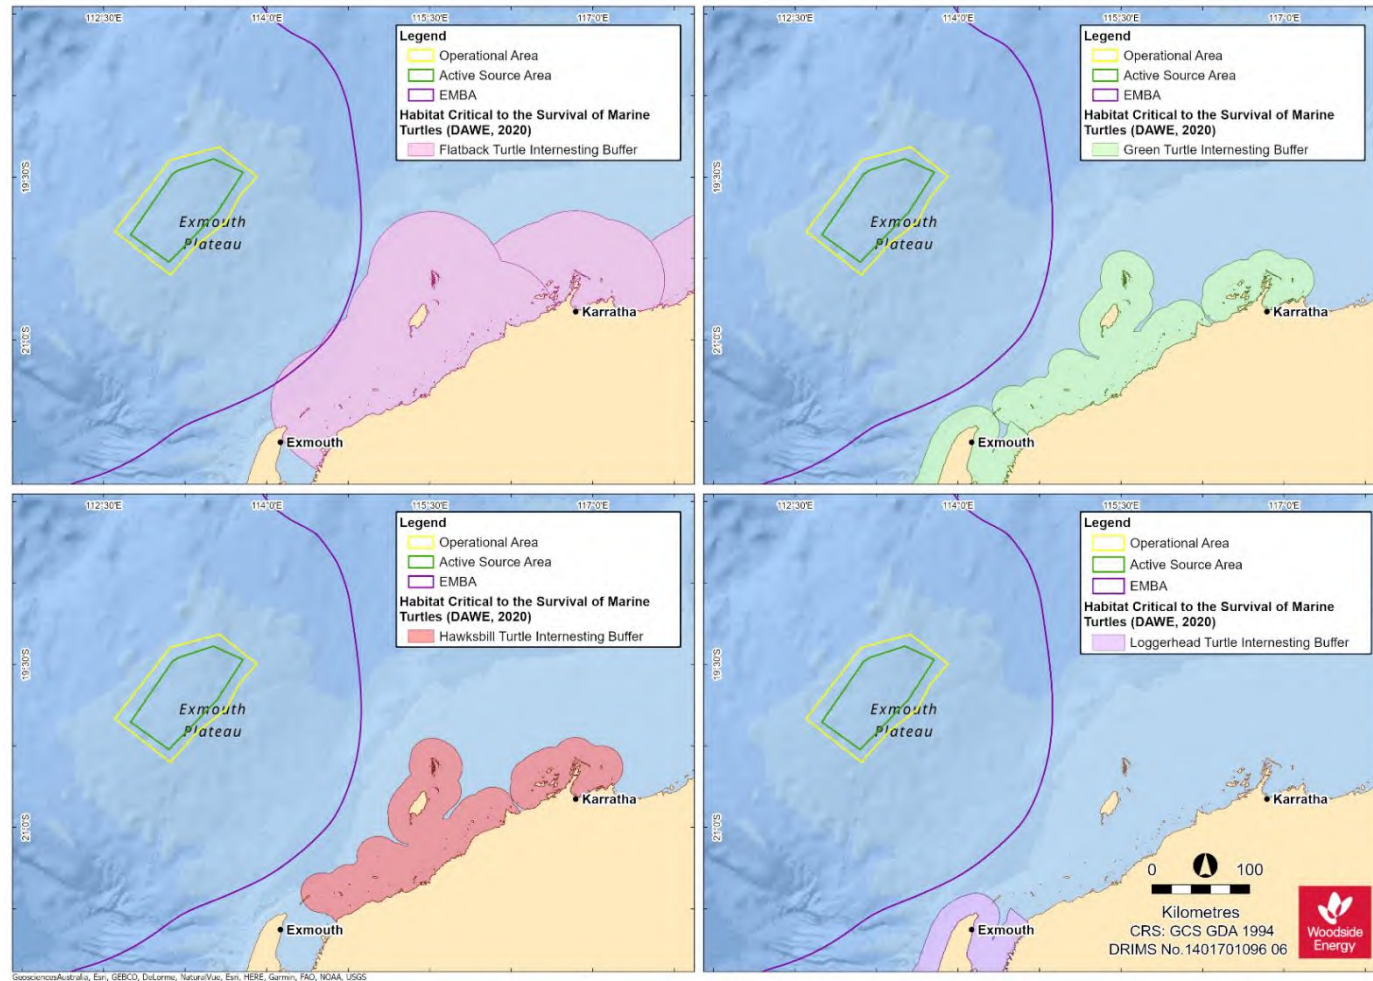 112°30'E
114°0'E
115°30'E
117°0'E
19°30'S
21°0'S
Legend
Operational Area
Active Source Area
EMBA
Habitat Critical to the Survival of Marine
Turtles (DAWE, 2020)
Flatback Turtle Internesting Buffer
Exmouth
Plateau
Karratha
Exmouth
112°30'E
114°0'E
115°30'E
117°0'E
19°30'S
21°0'S
Legend
Operational Area
Active Source Area
EMBA
Habitat Critical to the Survival of Marine
Turtles (DAWE, 2020)
Green Turtle Internesting Buffer
Exmouth
Plateau
Karratha
Exmouth
112°30'E
114°0'E
115°30'E
117°0'E
19°30'S
21°0'S
Legend
Operational Area
Active Source Area
EMBA
Habitat Critical to the Survival of Marine
Turtles (DAWE, 2020)
Hawksbill Turtle Internesting Buffer
Exmouth
Plateau
Karratha
Exmouth
112°30'E
114°0'E
115°30'E
117°0'E
19°30'S
21°0'S
Legend
Operational Area
Active Source Area
EMBA
Habitat Critical to the Survival of Marine
Turtles (DAWE, 2020)
Loggerhead Turtle Internesting Buffer
Exmouth
Plateau
Karratha
Exmouth
0 100
Kilometres
CRS: GCS GDA 1994
DRIMS No.1401701096 06
Woodside
Energy
GeosciencesAustralia, Esri, GEBCO, DeLorme, NaturalVue, Esri, HERE, Garmin, FAO, NOAA, USGS